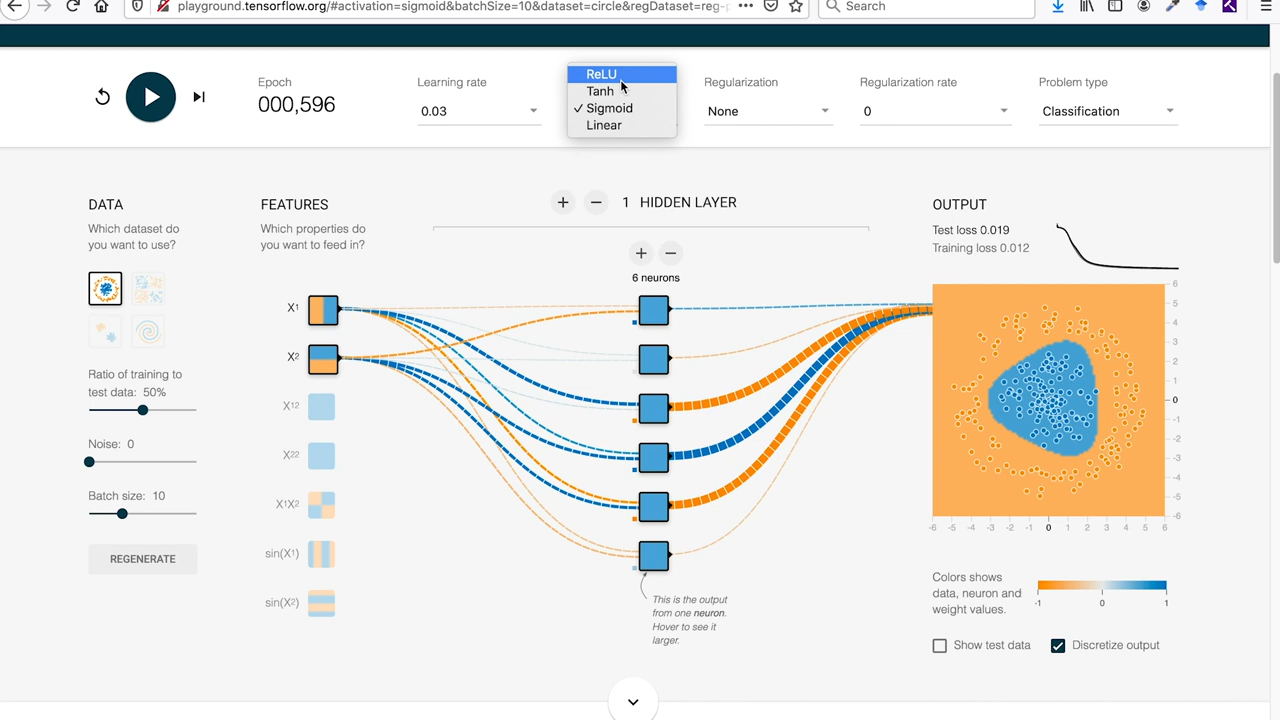 playground.tensorflow.org/#activation=sigmoid&batchSize=10&dataset=circle&regDataset=reg-
Search
Epoch
000,596
Learning rate
0.03
ReLU
Tanh
✓ Sigmoid
Linear
Regularization
None
Regularization rate
0
Problem type
Classification
DATA
Which dataset do
you want to use?
Ratio of training to
test data: 50%
Noise: 0
Batch size: 10
REGENERATE
FEATURES
Which properties do
you want to feed in?
X1
X2
X12
X22
X1X2
sin(X1)
sin(X2)
+ − 1 HIDDEN LAYER
+ −
6 neurons
This is the output
from one neuron.
Hover to see it
larger.
OUTPUT
Test loss 0.019
Training loss 0.012
6
5
4
3
2
1
0
-1
-2
-3
-4
-5
-6
-6 -5 -4 -3 -2 -1 0 1 2 3 4 5 6
Colors shows
data, neuron and
weight values.
-1 0 1
Show test data
Discretize output